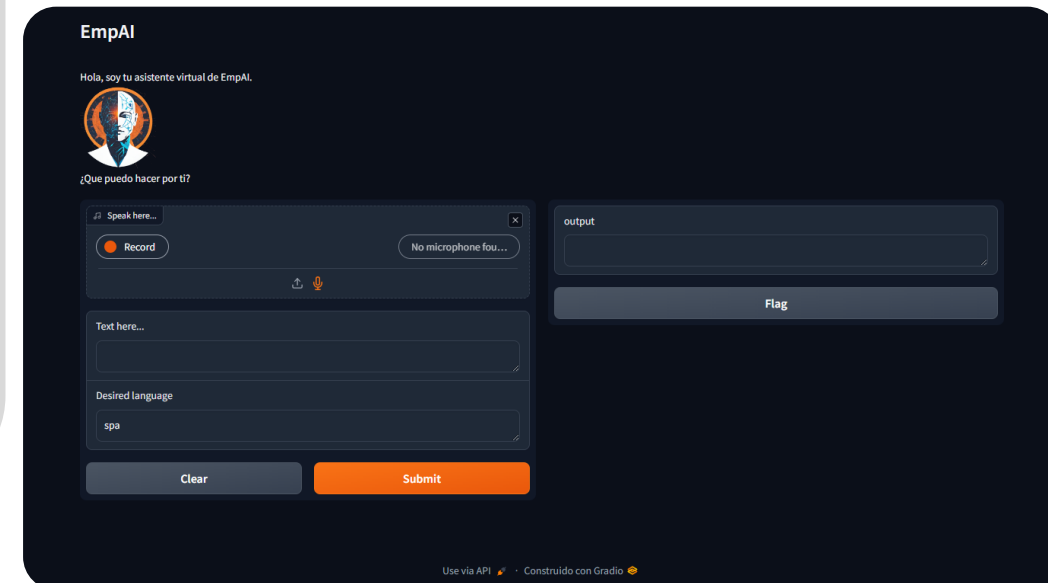 EmpAI
Hola, soy tu asistente virtual de EmpAI.
¿Que puedo hacer por ti?
Speak here...
Record
No microphone fou...
Text here...
Desired language
spa
Clear
Submit
output
Flag
Use via API · Construido con Gradio